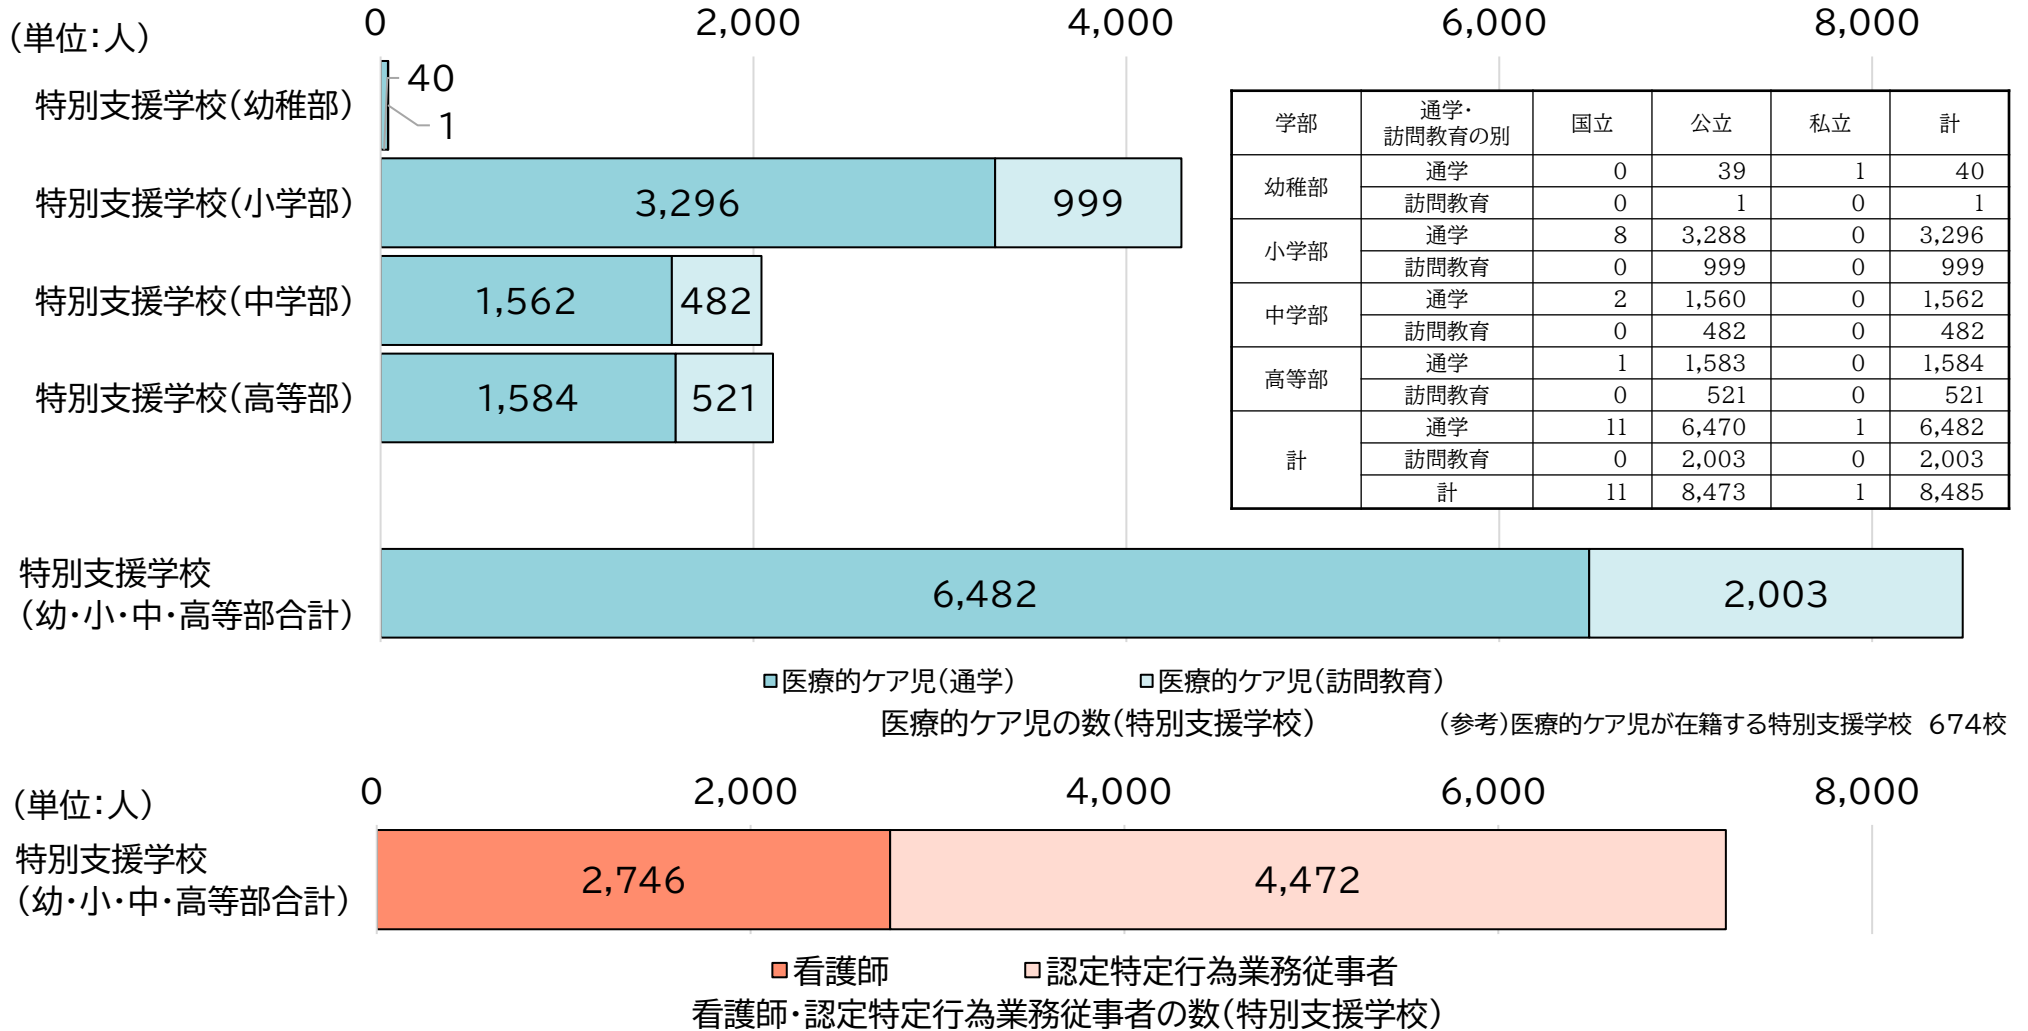 (単位:人)
0 2,000 4,000 6,000 8,000
特別支援学校(幼稚部)
40
1
特別支援学校(小学部)
3,296 999
特別支援学校(中学部)
1,562 482
特別支援学校(高等部)
1,584 521
特別支援学校
(幼・小・中・高等部合計)
6,482 2,003
学部 通学・訪問教育の別 国立 公立 私立 計
幼稚部 通学 0 39 1 40
訪問教育 0 1 0 1
小学部 通学 8 3,288 0 3,296
訪問教育 0 999 0 999
中学部 通学 2 1,560 0 1,562
訪問教育 0 482 0 482
高等部 通学 1 1,583 0 1,584
訪問教育 0 521 0 521
計 通学 11 6,470 1 6,482
訪問教育 0 2,003 0 2,003
計 11 8,473 1 8,485
医療的ケア児(通学) 医療的ケア児(訪問教育)
医療的ケア児の数(特別支援学校)
(参考)医療的ケア児が在籍する特別支援学校 674校
(単位:人)
0 2,000 4,000 6,000 8,000
特別支援学校
(幼・小・中・高等部合計)
2,746 4,472
看護師 認定特定行為業務従事者
看護師・認定特定行為業務従事者の数(特別支援学校)